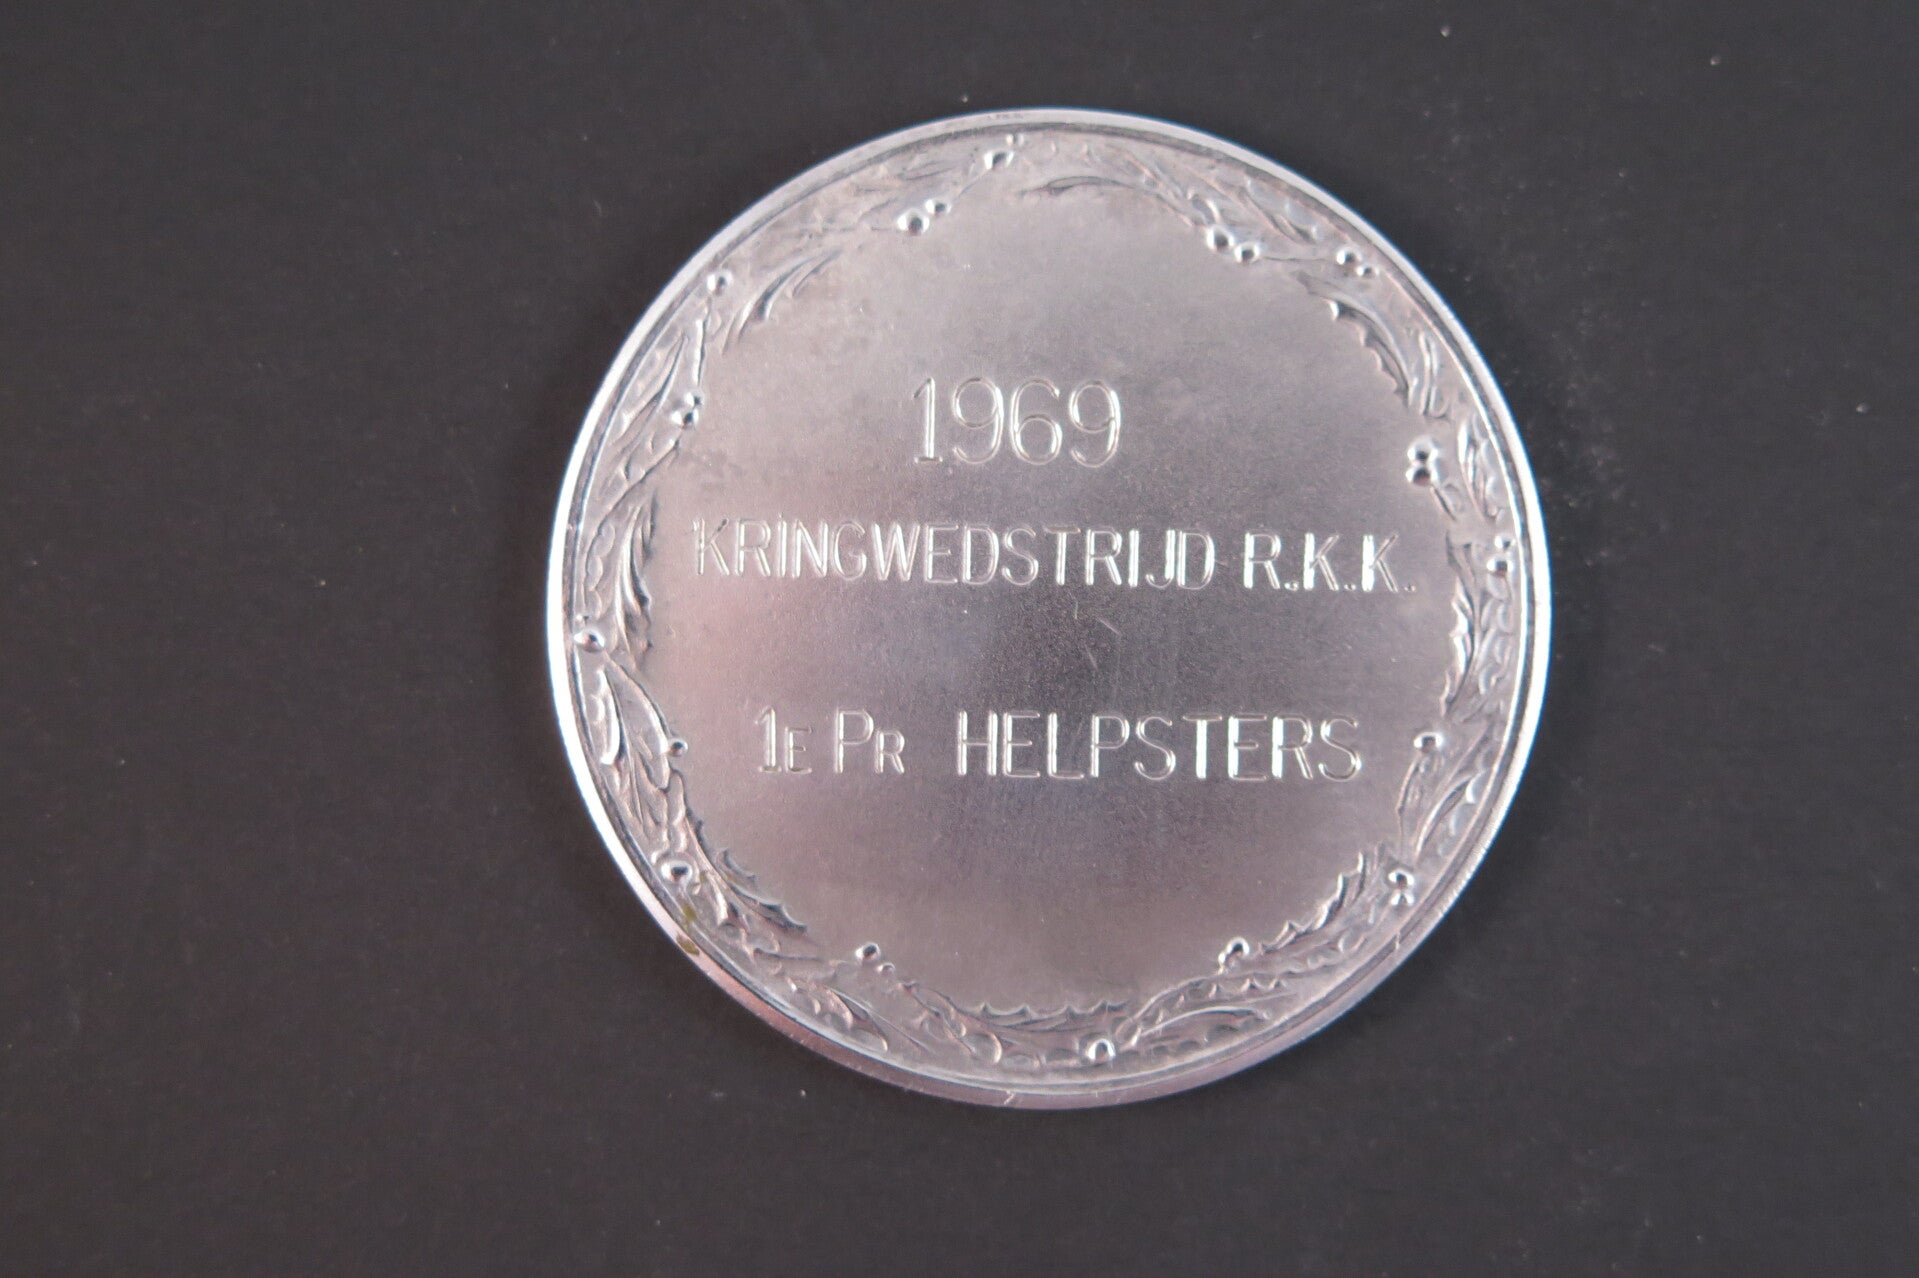 1969
KRINGWEDSTRIJD R.K.K.
1E PR HELPSTERS